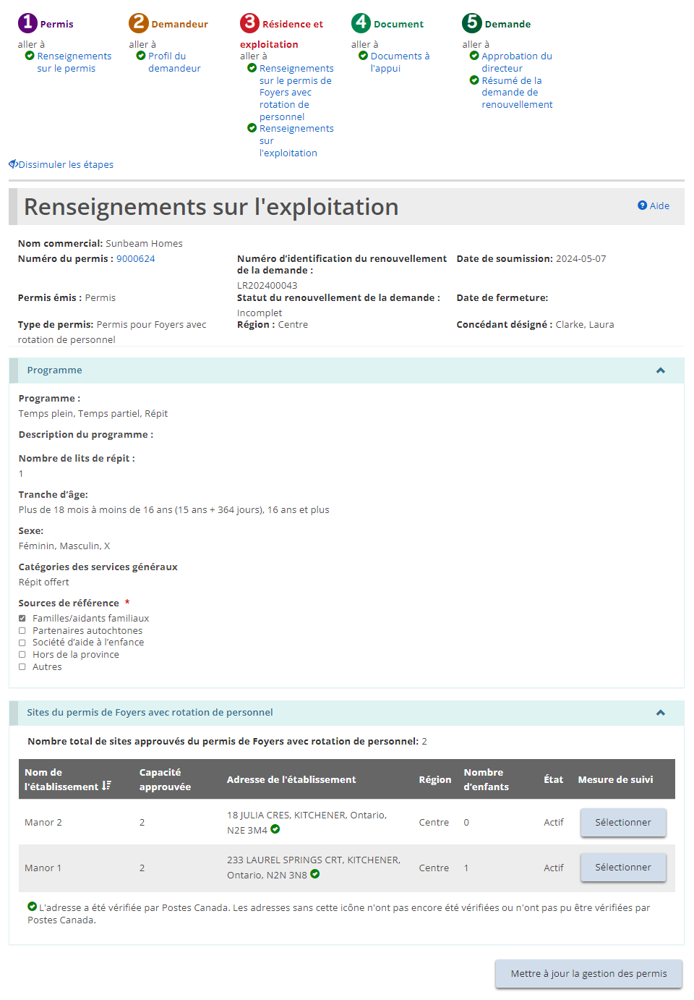 1 Permis
aller à
Renseignements
sur le permis
2 Demandeur
aller à
Profil du
demandeur
3 Résidence et
exploitation
aller à
Renseignements
sur le permis de
Foyers avec
rotation de
personnel
Renseignements
sur
l'exploitation
4 Document
aller à
Documents à
l'appui
5 Demande
aller à
Approbation du
directeur
Résumé de la
demande de
renouvellement
Dissimuler les étapes
Renseignements sur l'exploitation
Aide
Nom commercial: Sunbeam Homes
Numéro du permis : 9000624
Numéro d’identification du renouvellement
de la demande :
LR202400043
Date de soumission: 2024-05-07
Permis émis : Permis
Statut du renouvellement de la demande :
Incomplet
Date de fermeture:
Type de permis: Permis pour Foyers avec
rotation de personnel
Région : Centre
Concédant désigné : Clarke, Laura
Programme
Programme :
Temps plein, Temps partiel, Répit
Description du programme :
Nombre de lits de répit :
1
Tranche d’âge:
Plus de 18 mois à moins de 16 ans (15 ans + 364 jours), 16 ans et plus
Sexe:
Féminin, Masculin, X
Catégories des services généraux
Répit offert
Sources de référence *
Familles/aidants familiaux
Partenaires autochtones
Société d’aide à l’enfance
Hors de la province
Autres
Sites du permis de Foyers avec rotation de personnel
Nombre total de sites approuvés du permis de Foyers avec rotation de personnel: 2
Nom de
l'établissement
Capacité
approuvée
Adresse de l'établissement
Région
Nombre
d’enfants
État
Mesure de suivi
Manor 2
2
18 JULIA CRES, KITCHENER, Ontario,
N2E 3M4
Centre
0
Actif
Sélectionner
Manor 1
2
233 LAUREL SPRINGS CRT, KITCHENER,
Ontario, N2N 3N8
Centre
1
Actif
Sélectionner
L'adresse a été vérifiée par Postes Canada. Les adresses sans cette icône n'ont pas encore été vérifiées ou n'ont pas pu être vérifiées par
Postes Canada.
Mettre à jour la gestion des permis